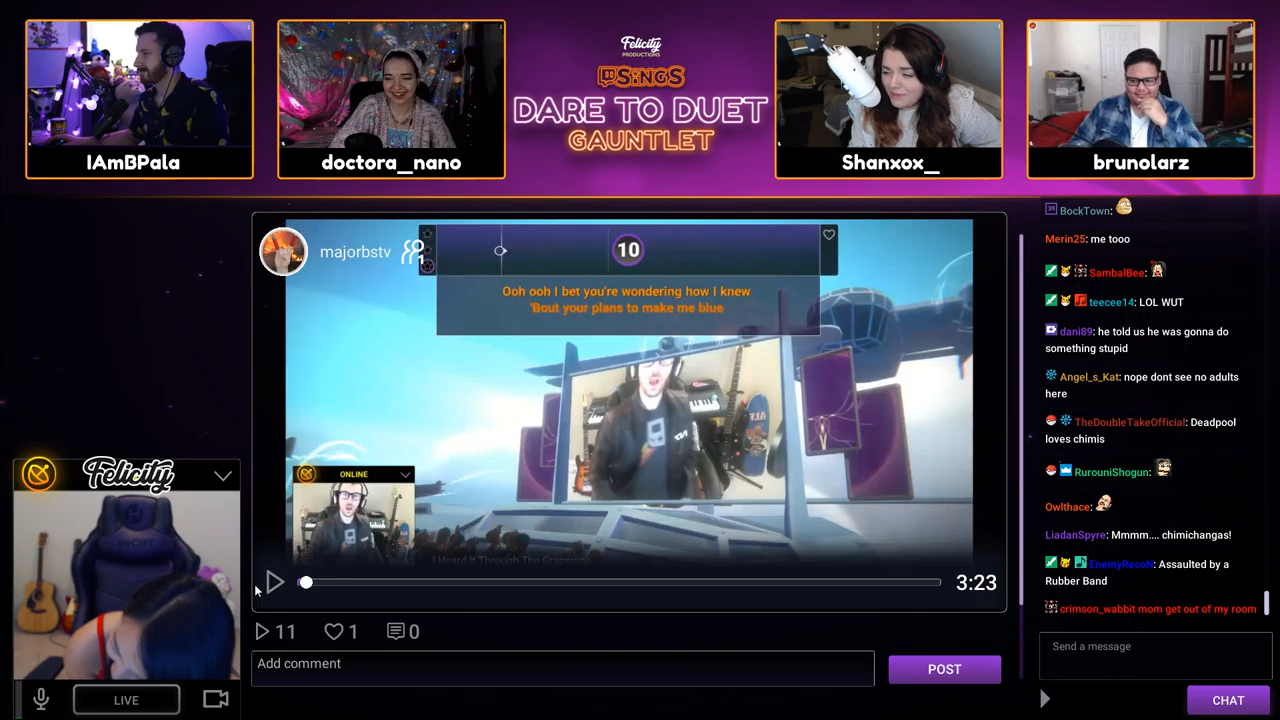 IAmBPala
doctora__nano
Felicity
PRODUCTIONS
SINGS
DARE TO DUET
GAUNTLET
Shanxox_
brunolarz
majorbstv
10
Ooh ooh I bet you're wondering how I knew
'Bout your plans to make me blue
ONLINE
I Heard It Through The Grapevine
3:23
11
1
0
Add comment
POST
Felicity
LIVE
BockTown:
Merin25: me tooo
SambalBee:
teecee14: LOL WUT
dani89: he told us he was gonna do
something stupid
Angel_s_Kat: nope dont see no adults
here
TheDoubleTakeOfficial: Deadpool
loves chimis
RurouniShogun:
Owlthace:
LiadanSpyre: Mmmm.... chimichangas!
EnemyRecoN: Assaulted by a
Rubber Band
crimson_wabbit mom get out of my room
Send a message
CHAT